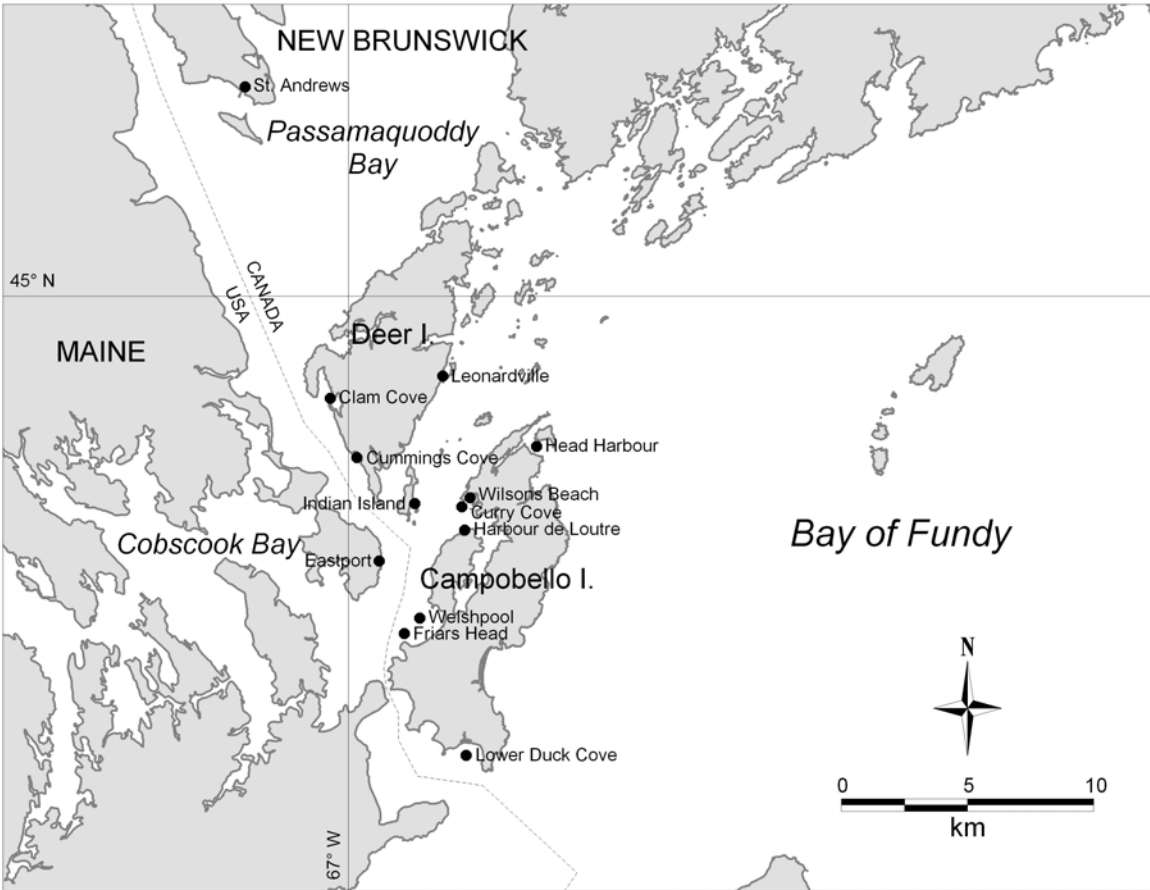 NEW BRUNSWICK
St. Andrews
Passamaquoddy
Bay
45° N
CANADA
USA
Deer I.
MAINE
Leonardville
Clam Cove
Head Harbour
Cummings Cove
Wilsons Beach
Indian Island
Curry Cove
Harbour de Loutre
Bay of Fundy
Cobscook Bay
Eastport
Campobello I.
Welshpool
Friars Head
N
Lower Duck Cove
0 5 10
km
67° W